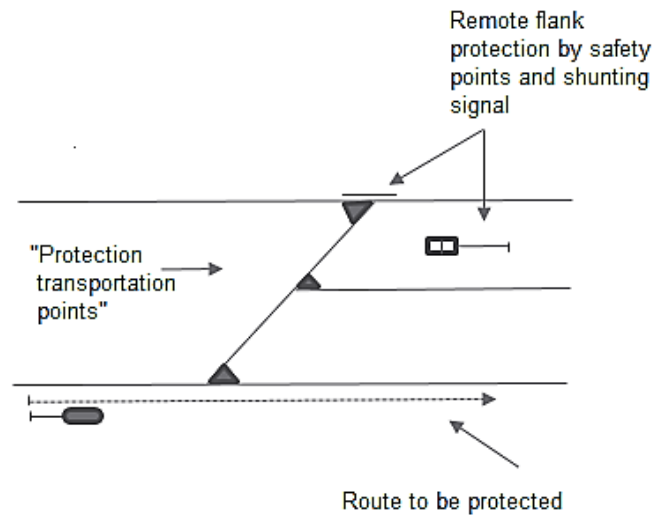 Remote flank
protection by safety
points and shunting
signal
"Protection
transportation
points"
Route to be protected